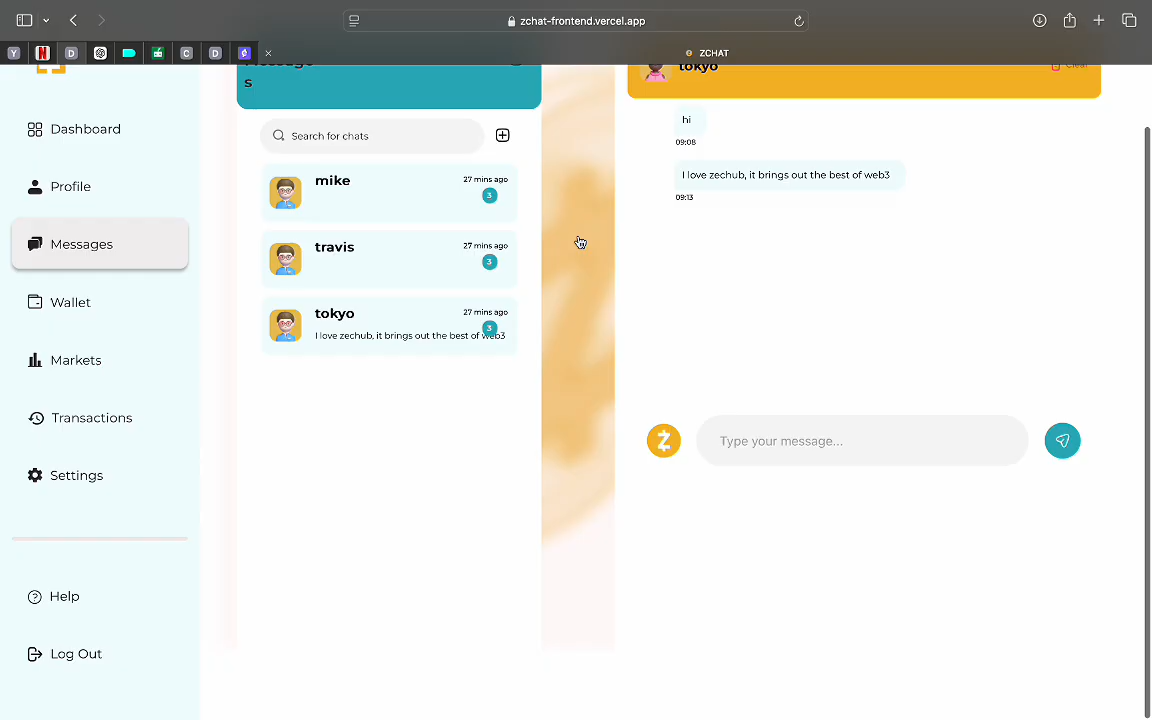 zchat-frontend.vercel.app
Y
N
D
C
D
ZCHAT
Dashboard
Profile
Messages
Wallet
Markets
Transactions
Settings
Help
Log Out
Message
s
Search for chats
mike
27 mins ago
3
travis
27 mins ago
3
tokyo
27 mins ago
3
I love zechub, it brings out the best of web3
tokyo
Clear
hi
09:08
I love zechub, it brings out the best of web3
09:13
Type your message...